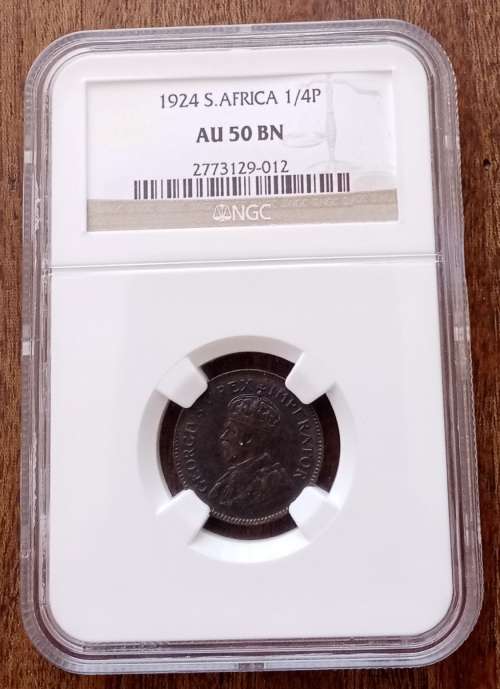 1924 S.AFRICA 1/4P
AU 50 BN
2773129-012
NGC
GEORGIVS V REX IMPERATOR